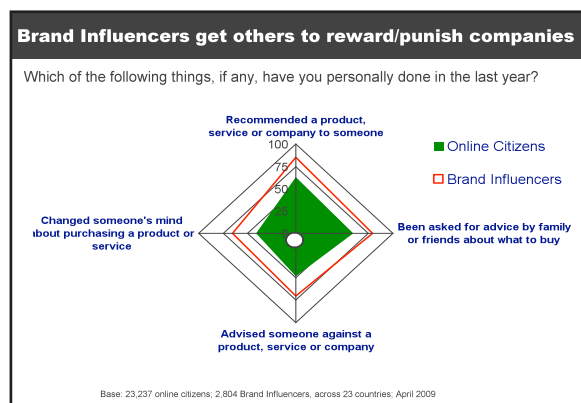 Brand Influencers get others to reward/punish companies
Which of the following things, if any, have you personally done in the last year?
Recommended a product,
service or company to someone
100
75
50
25
0
Online Citizens
Brand Influencers
Changed someone's mind
about purchasing a product or
service
Been asked for advice by family
or friends about what to buy
Advised someone against a
product, service or company
Base: 23,237 online citizens; 2,804 Brand Influencers, across 23 countries; April 2009